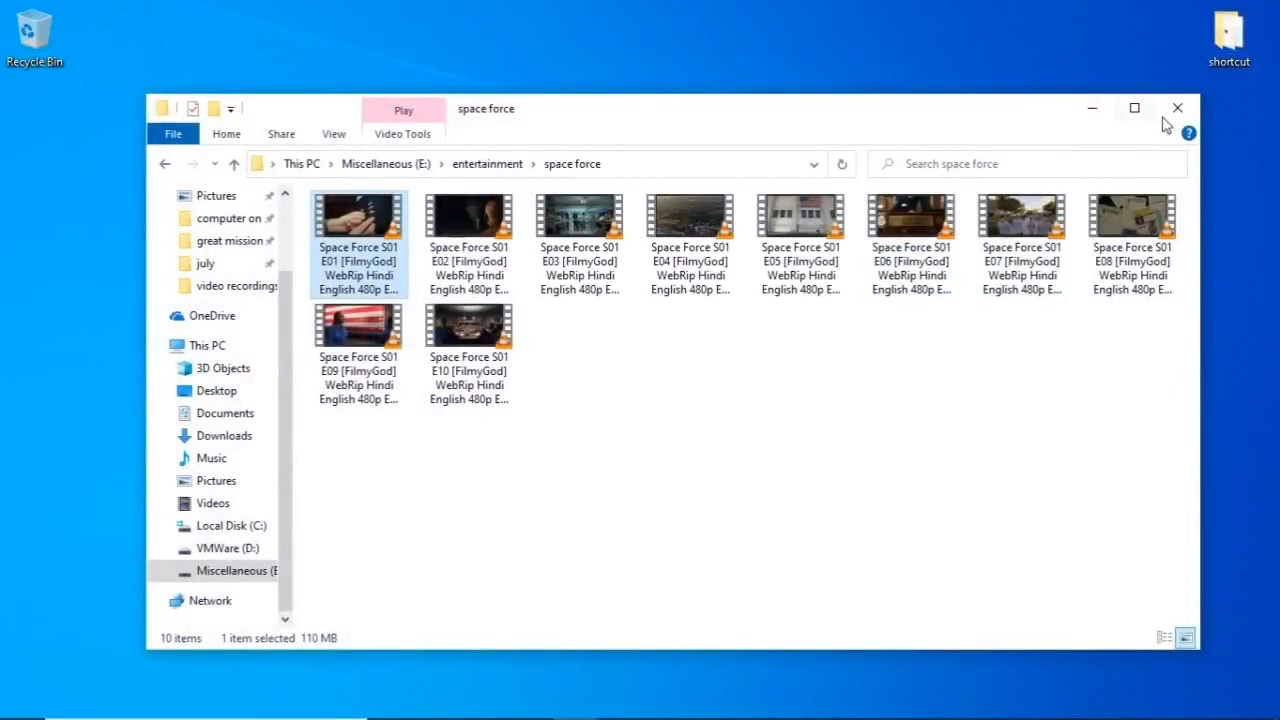 Recycle Bin
shortcut
Play
space force
File
Home
Share
View
Video Tools
This PC > Miscellaneous (E:) > entertainment > space force
Search space force
Pictures
computer on
great mission
july
video recordings
OneDrive
This PC
3D Objects
Desktop
Documents
Downloads
Music
Pictures
Videos
Local Disk (C:)
VMWare (D:)
Miscellaneous (E
Network
Space Force S01
E01 [FilmyGod]
WebRip Hindi
English 480p E...
Space Force S01
E02 [FilmyGod]
WebRip Hindi
English 480p E...
Space Force S01
E03 [FilmyGod]
WebRip Hindi
English 480p E...
Space Force S01
E04 [FilmyGod]
WebRip Hindi
English 480p E...
Space Force S01
E05 [FilmyGod]
WebRip Hindi
English 480p E...
Space Force S01
E06 [FilmyGod]
WebRip Hindi
English 480p E...
Space Force S01
E07 [FilmyGod]
WebRip Hindi
English 480p E...
Space Force S01
E08 [FilmyGod]
WebRip Hindi
English 480p E...
Space Force S01
E09 [FilmyGod]
WebRip Hindi
English 480p E...
Space Force S01
E10 [FilmyGod]
WebRip Hindi
English 480p E...
10 items
1 item selected 110 MB